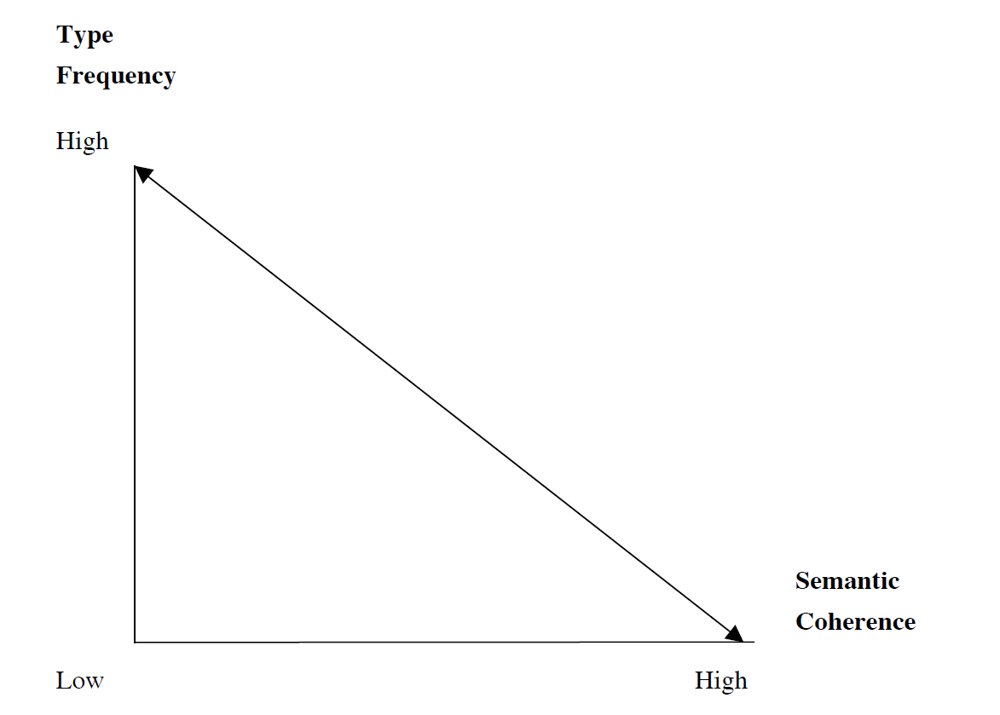 Type
Frequency
High
Semantic
Coherence
Low
High